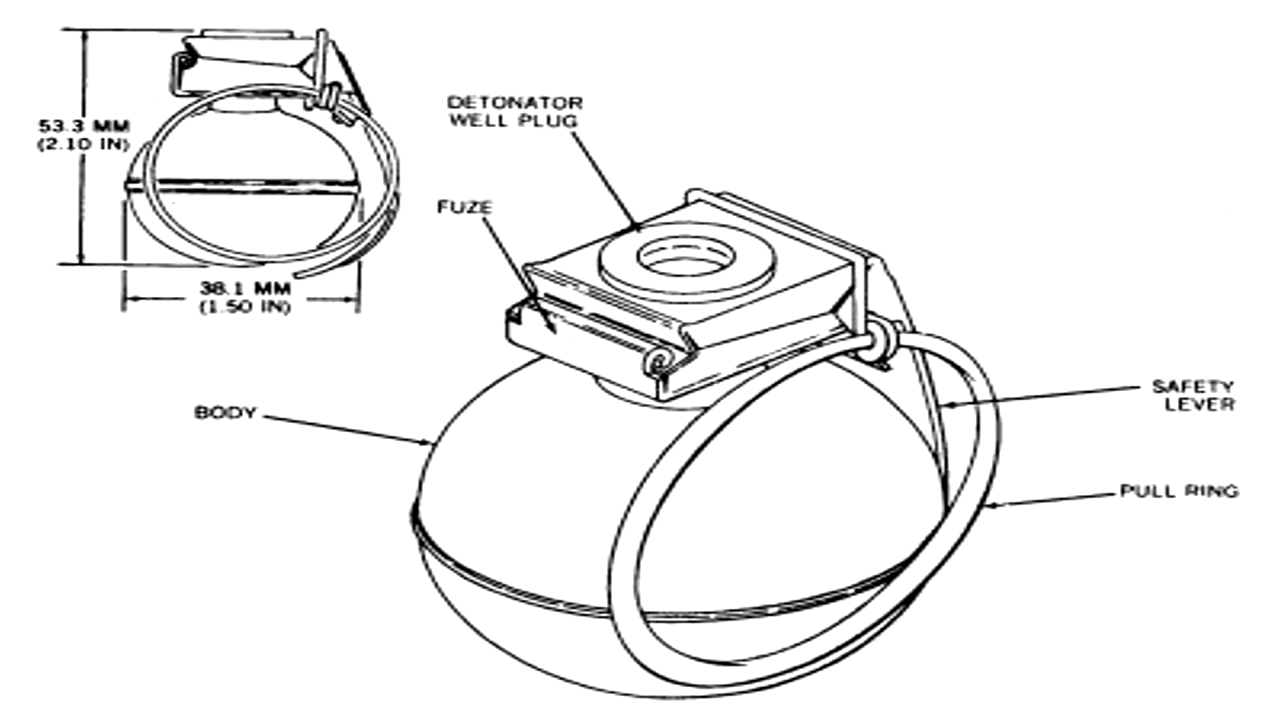 53.3 MM
(2.10 IN)
38.1 MM
(1.50 IN)
DETONATOR
WELL PLUG
FUZE
BODY
SAFETY
LEVER
PULL RING